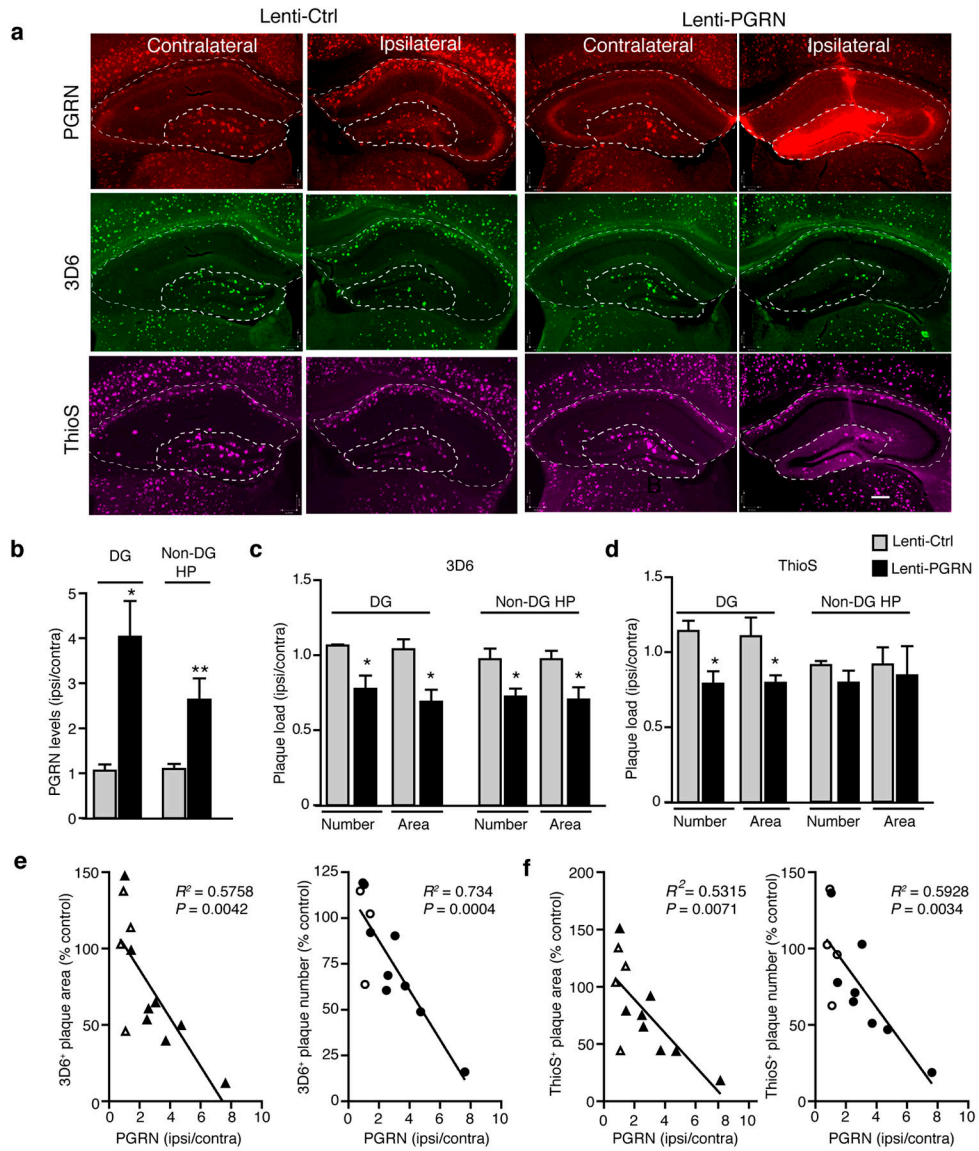 Lenti-Ctrl
Lenti-PGRN
a
Contralateral
Ipsilateral
Contralateral
Ipsilateral
PGRN
3D6
ThioS
b
DG
Non-DG
HP
PGRN levels (ipsi/contra)
5
4
3
2
1
0
*
**
c
3D6
DG
Non-DG HP
Plaque load (ipsi/contra)
1.5
1.0
0.5
0
*
*
*
*
Number
Area
Number
Area
d
ThioS
Lenti-Ctrl
Lenti-PGRN
DG
Non-DG HP
Plaque load (ipsi/contra)
1.5
1.0
0.5
0
*
*
Number
Area
Number
Area
e
3D6⁺ plaque area (% control)
150
100
50
0
R² = 0.5758
P = 0.0042
0 2 4 6 8 10
PGRN (ipsi/contra)
3D6⁺ plaque number (% control)
125
100
75
50
25
0
R² = 0.734
P = 0.0004
0 2 4 6 8 10
PGRN (ipsi/contra)
f
ThioS⁺ plaque area (% control)
200
150
100
50
0
R² = 0.5315
P = 0.0071
0 2 4 6 8 10
PGRN (ipsi/contra)
ThioS⁺ plaque number (% control)
150
100
50
0
R² = 0.5928
P = 0.0034
0 2 4 6 8 10
PGRN (ipsi/contra)